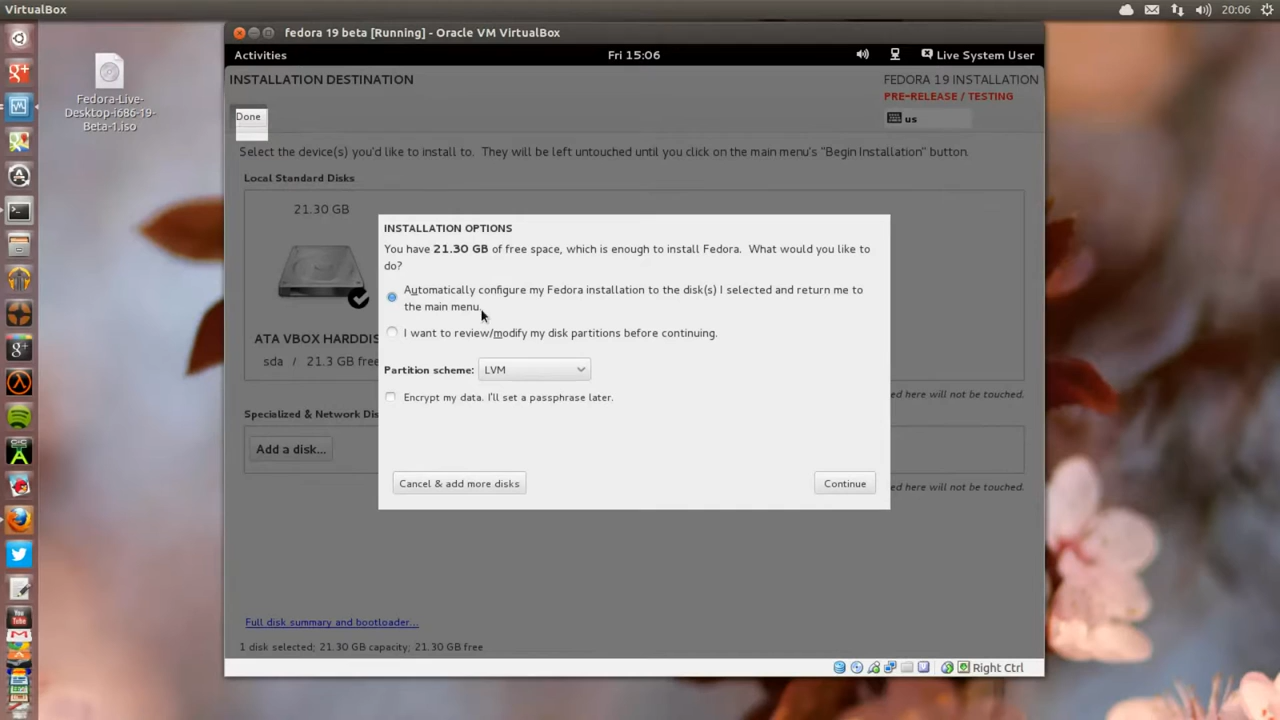 VirtualBox
20:06
Fedora-Live-
Desktop-i686-19-
Beta-1.iso
fedora 19 beta [Running] - Oracle VM VirtualBox
Activities
Fri 15:06
Live System User
INSTALLATION DESTINATION
FEDORA 19 INSTALLATION
PRE-RELEASE / TESTING
Done
us
Select the device(s) you'd like to install to. They will be left untouched until you click on the main menu's "Begin Installation" button.
Local Standard Disks
21.30 GB
ATA VBOX HARDDIS
sda / 21.3 GB free
INSTALLATION OPTIONS
You have 21.30 GB of free space, which is enough to install Fedora. What would you like to
do?
Automatically configure my Fedora installation to the disk(s) I selected and return me to
the main menu.
I want to review/modify my disk partitions before continuing.
Partition scheme: LVM
Encrypt my data. I'll set a passphrase later.
ed here will not be touched.
Specialized & Network Dis
Add a disk...
Cancel & add more disks
Continue
ed here will not be touched.
Full disk summary and bootloader...
1 disk selected; 21.30 GB capacity; 21.30 GB free
Right Ctrl